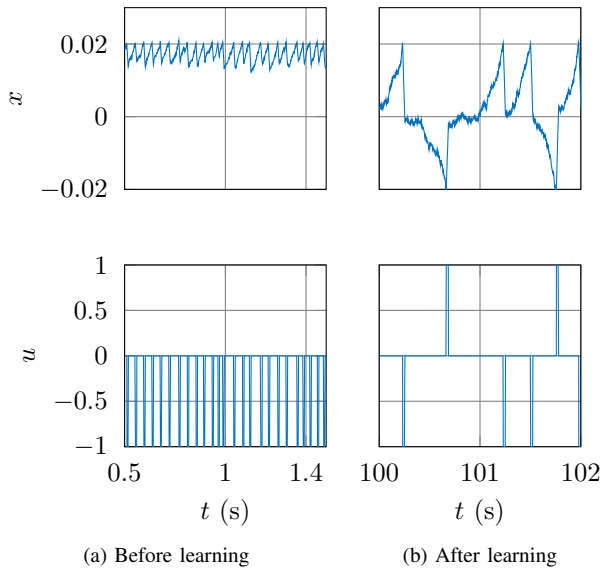 0.02
0
−0.02
x
1
0.5
0
−0.5
−1
u
0.5 1 1.4
100 101 102
t (s)
t (s)
(a) Before learning
(b) After learning